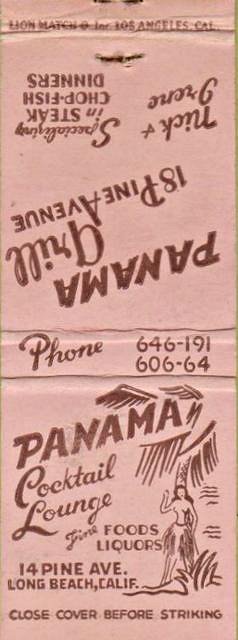 LION MATCH Co. Inc. LOS ANGELES, CAL.
Nick &
Irene
Specializing
in STEAK
CHOP-FISH
DINNERS
18 PINE AVENUE
PANAMA
Grill
Phone 646-191
606-64
PANAMA
Cocktail
Lounge
Fine FOODS
LIQUORS
14 PINE AVE.
LONG BEACH, CALIF.
CLOSE COVER BEFORE STRIKING